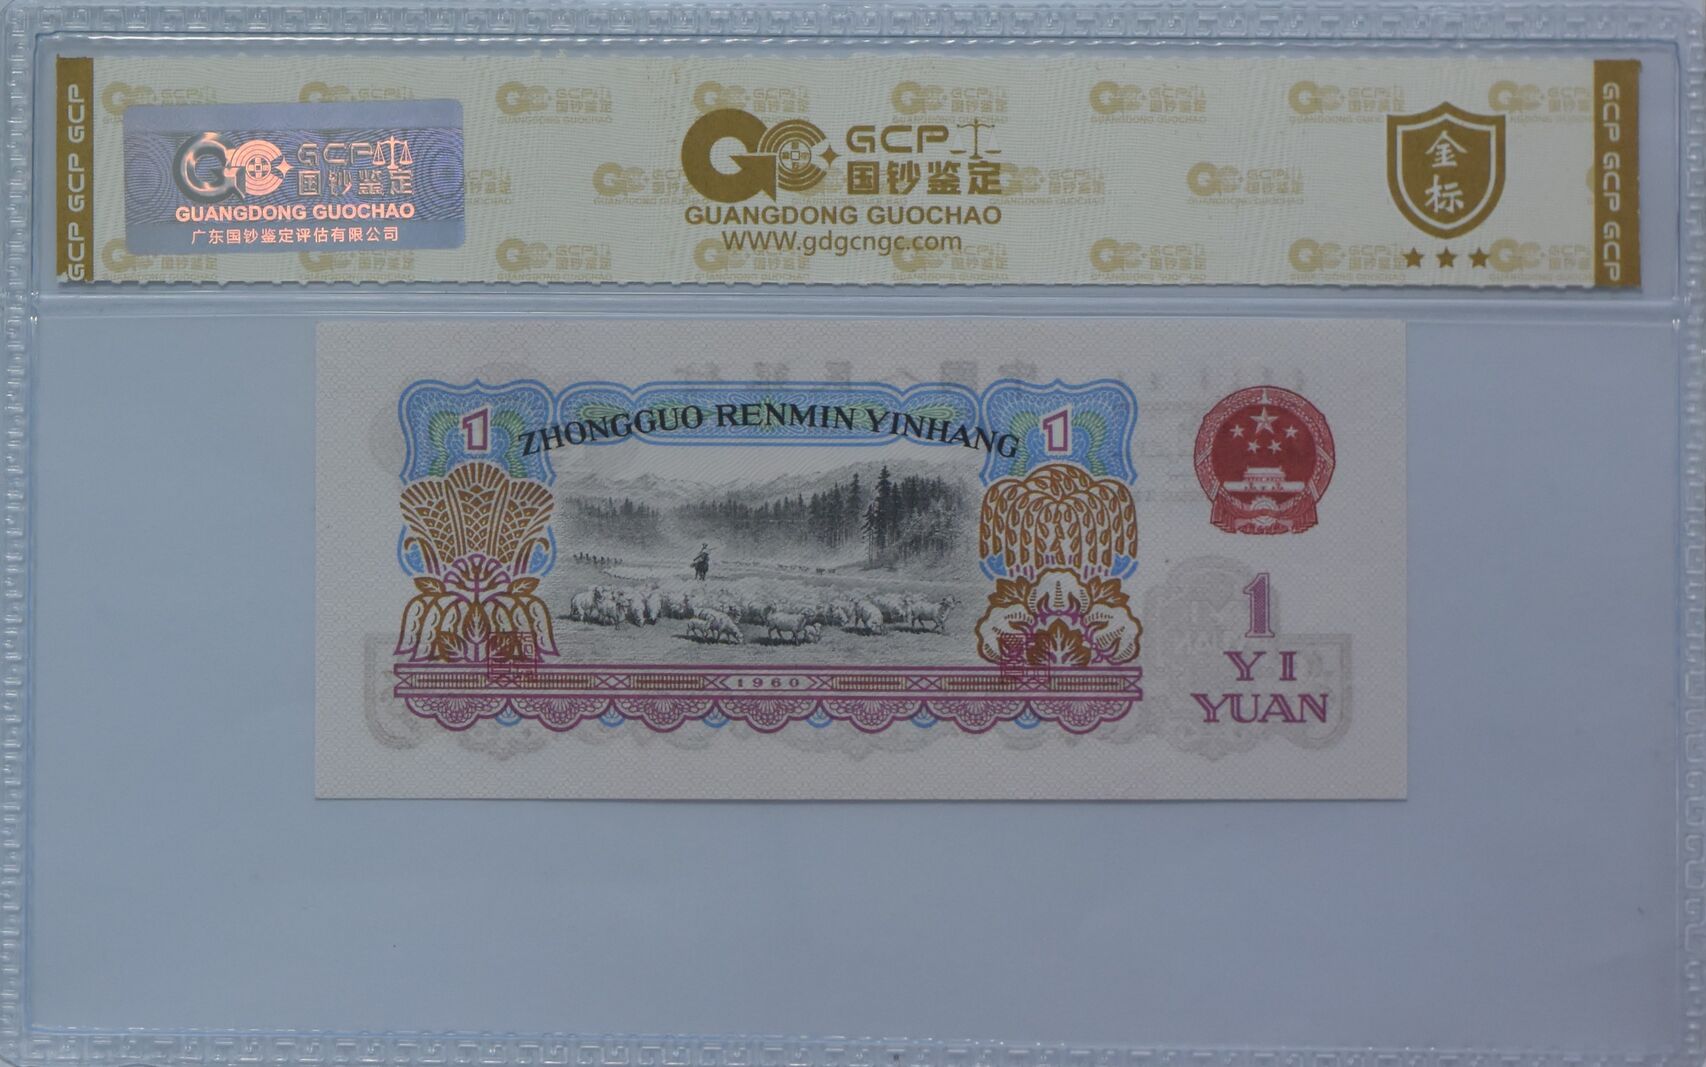 GCP GCP GCP GCP
GCP
国钞鉴定
GUANGDONG GUOCHAO
广东国钞鉴定评估有限公司
GCP
国钞鉴定
GUANGDONG GUOCHAO
WWW.gdgcngc.com
金标
GCP GCP GCP GCP
1
ZHONGGUO RENMIN YINHANG
1
1960
1
YI
YUAN